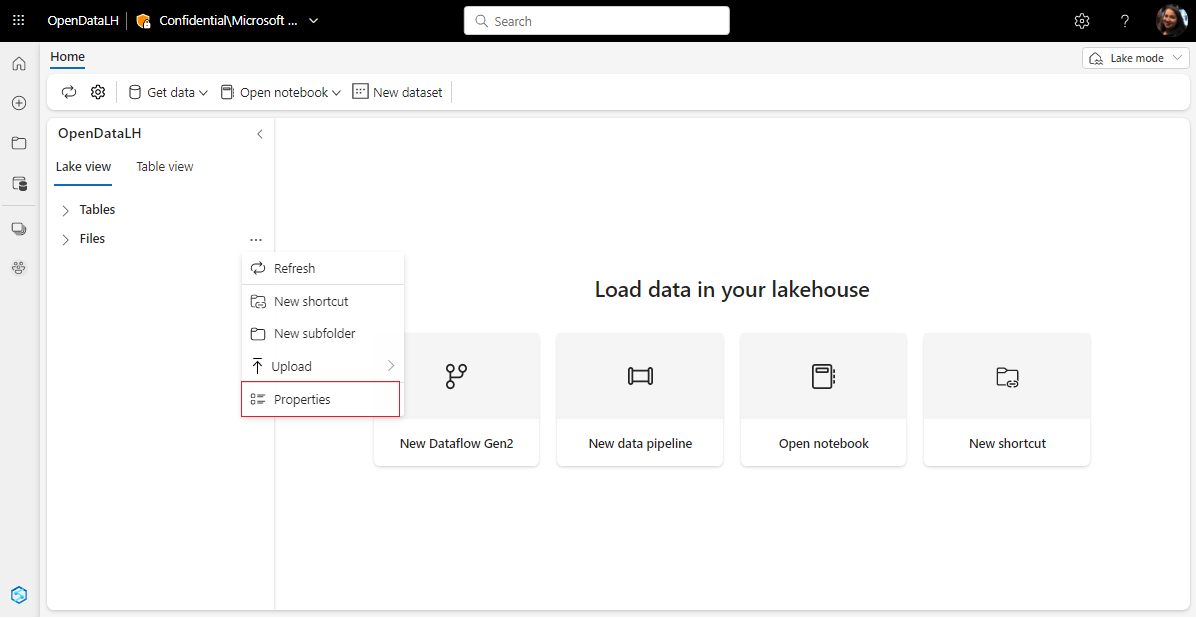 OpenDataLH
Confidential\Microsoft ...
Search
?
Home
Lake mode
Get data
Open notebook
New dataset
OpenDataLH
Lake view
Table view
Tables
Files
...
Refresh
New shortcut
New subfolder
Upload
Properties
Load data in your lakehouse
New Dataflow Gen2
New data pipeline
Open notebook
New shortcut